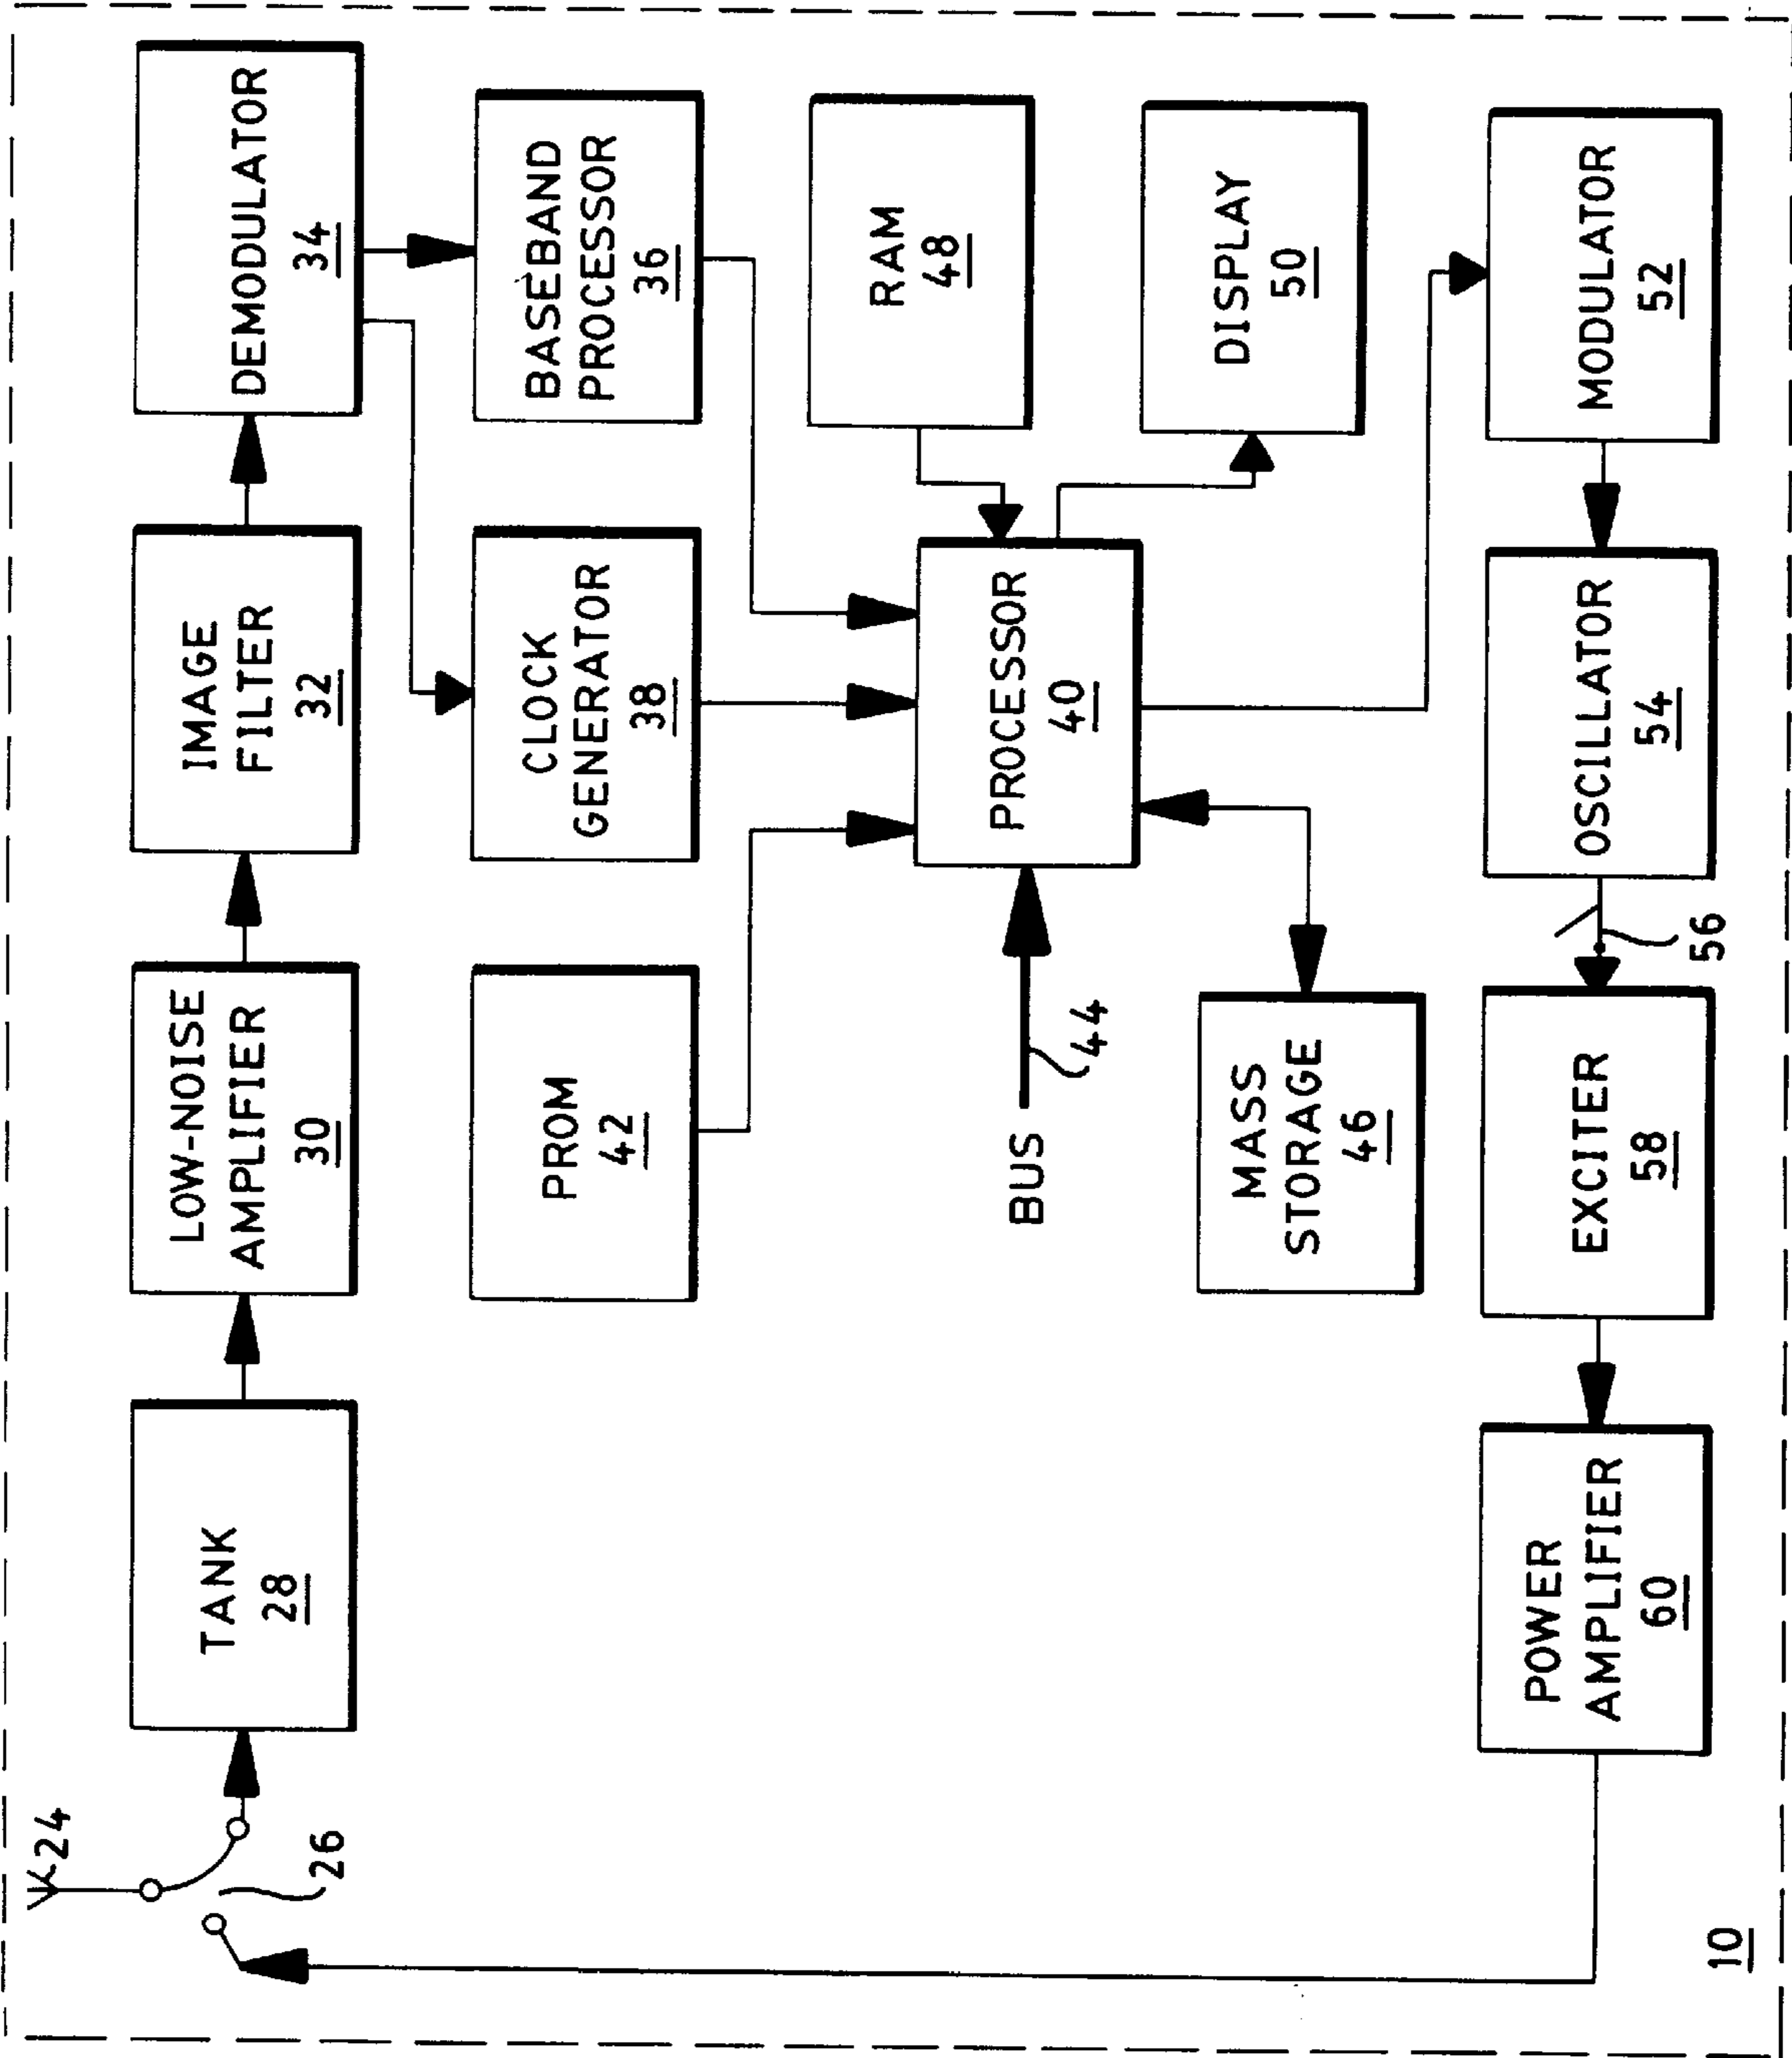 24
26
TANK
28
LOW-NOISE
AMPLIFIER
30
IMAGE
FILTER
32
DEMODULATOR
34
PROM
42
CLOCK
GENERATOR
38
BASEBAND
PROCESSOR
36
BUS
44
PROCESSOR
40
RAM
48
MASS
STORAGE
46
DISPLAY
50
POWER
AMPLIFIER
60
EXCITER
58
56
OSCILLATOR
54
MODULATOR
52
10